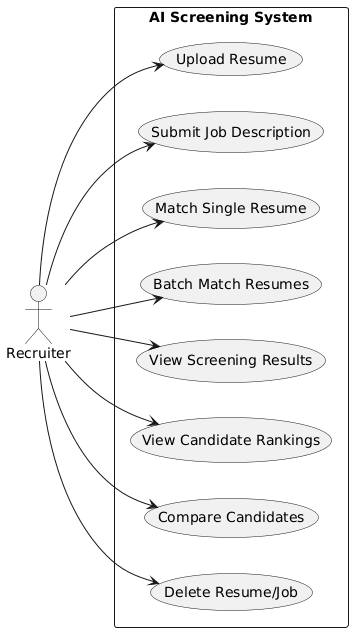 AI Screening System
Upload Resume
Submit Job Description
Match Single Resume
Batch Match Resumes
Recruiter
View Screening Results
View Candidate Rankings
Compare Candidates
Delete Resume/Job